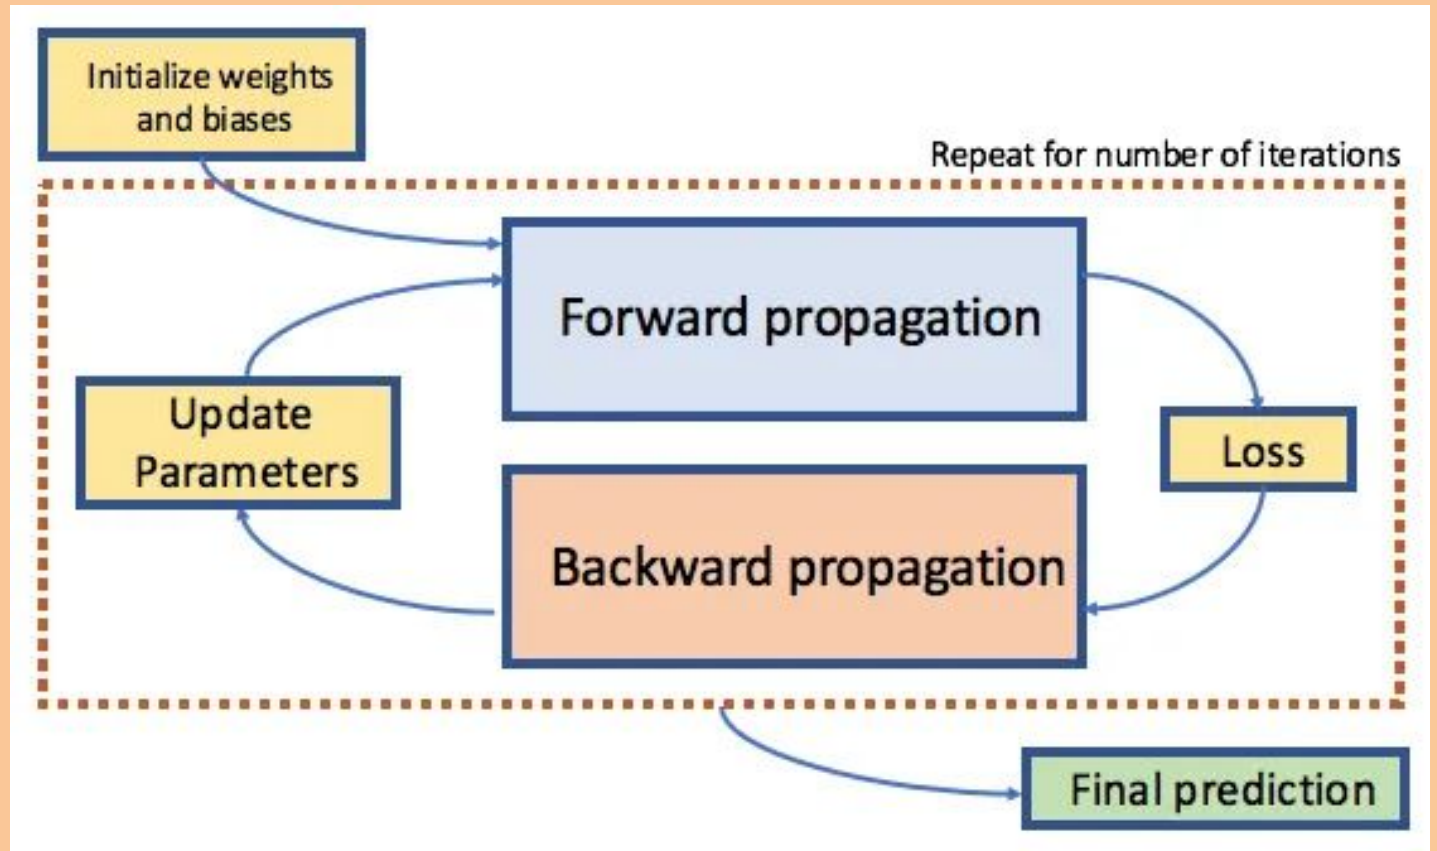 Initialize weights
and biases
Repeat for number of iterations
Forward propagation
Update
Parameters
Loss
Backward propagation
Final prediction